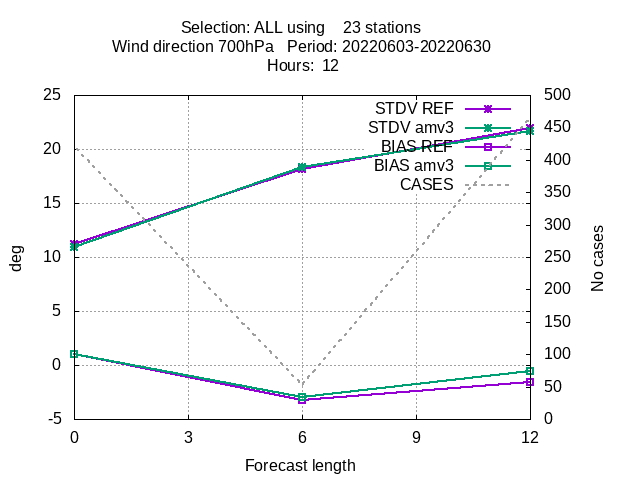 Selection: ALL using    23 stations
Wind direction 700hPa   Period: 20220603-20220630
Hours:  12
STDV REF
STDV amv3
BIAS REF
BIAS amv3
CASES
25
20
15
10
5
0
-5
deg
500
450
400
350
300
250
200
150
100
50
0
No cases
0 3 6 9 12
Forecast length